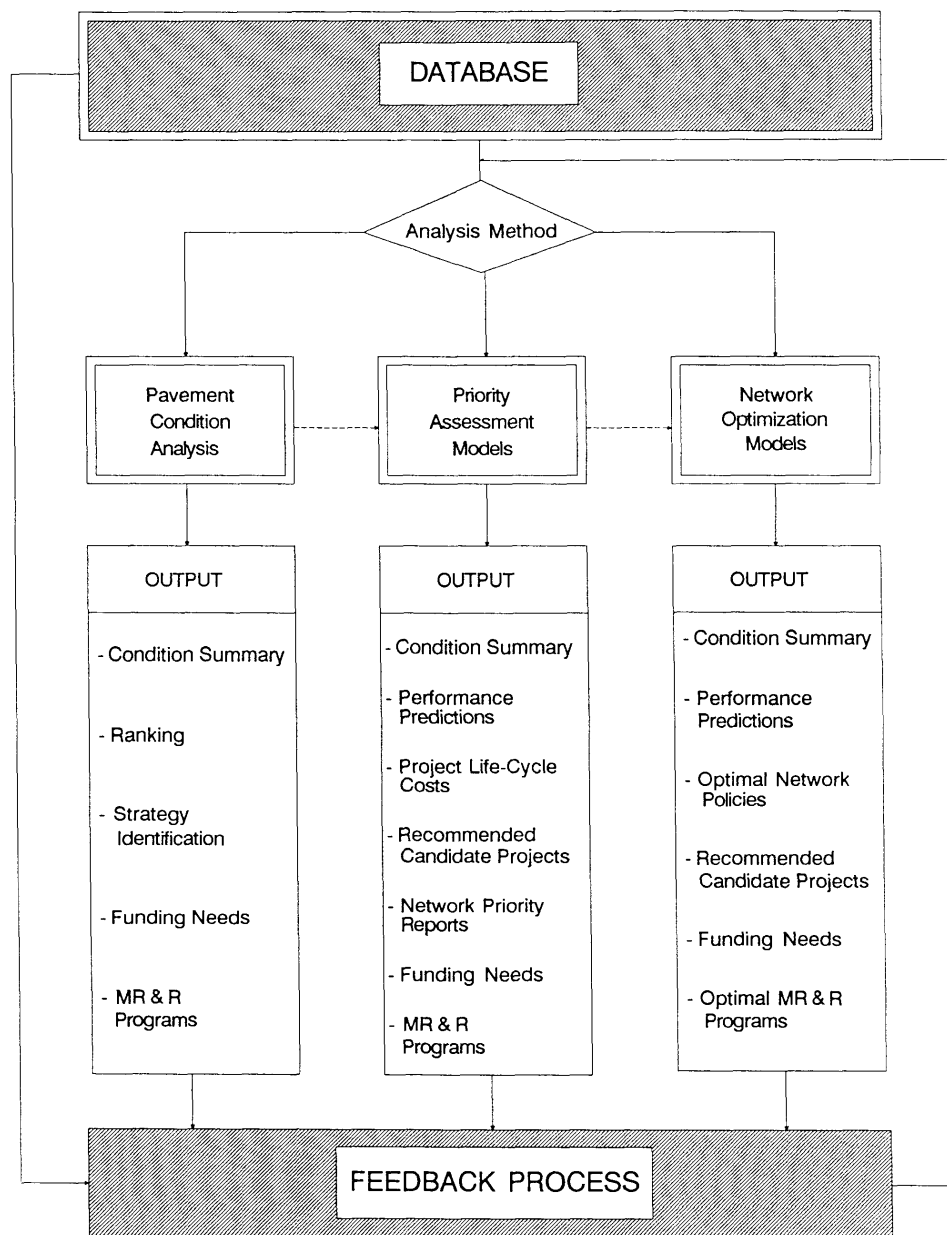 DATABASE
Analysis Method
Pavement
Condition
Analysis
Priority
Assessment
Models
Network
Optimization
Models
OUTPUT
- Condition Summary
- Ranking
- Strategy
Identification
- Funding Needs
- MR & R
Programs
OUTPUT
- Condition Summary
- Performance
Predictions
- Project Life-Cycle
Costs
- Recommended
Candidate Projects
- Network Priority
Reports
- Funding Needs
- MR & R
Programs
OUTPUT
- Condition Summary
- Performance
Predictions
- Optimal Network
Policies
- Recommended
Candidate Projects
- Funding Needs
- Optimal MR & R
Programs
FEEDBACK PROCESS